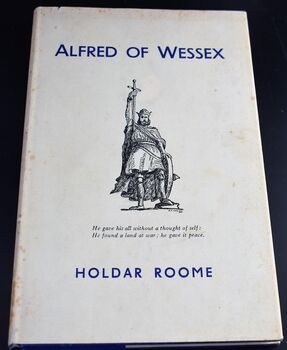 ALFRED OF WESSEX
He gave his all without a thought of self:
He found a land at war; he gave it peace.
HOLDAR ROOME